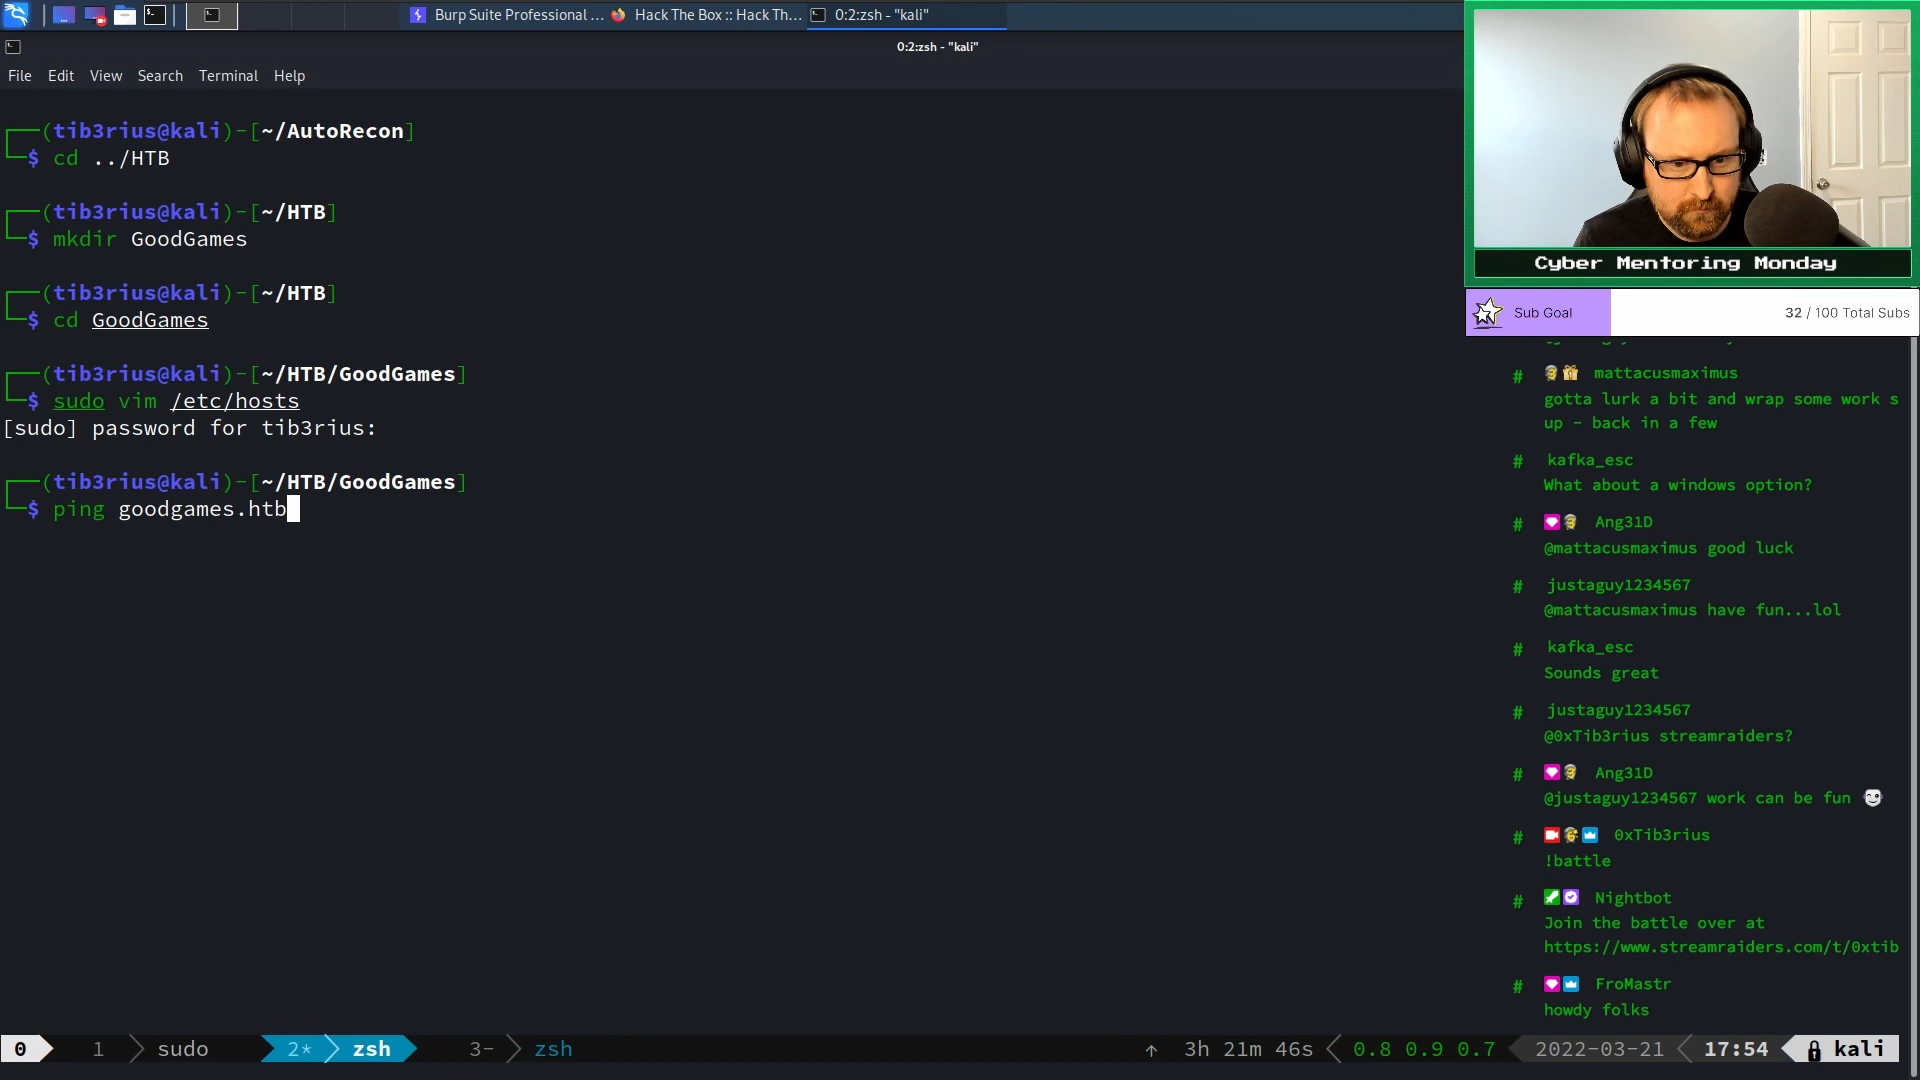 Burp Suite Professional ...
Hack The Box :: Hack Th...
0:2:zsh - "kali"
0:2:zsh - "kali"
File Edit View Search Terminal Help
(tib3rius@kali)-[~/AutoRecon]
$ cd ../HTB
(tib3rius@kali)-[~/HTB]
$ mkdir GoodGames
(tib3rius@kali)-[~/HTB]
$ cd GoodGames
(tib3rius@kali)-[~/HTB/GoodGames]
$ sudo vim /etc/hosts
[sudo] password for tib3rius:
(tib3rius@kali)-[~/HTB/GoodGames]
$ ping goodgames.htb
Cyber Mentoring Monday
Sub Goal 32 / 100 Total Subs
# mattacusmaximus
gotta lurk a bit and wrap some work s
up - back in a few
# kafka_esc
What about a windows option?
# Ang31D
@mattacusmaximus good luck
# justaguy1234567
@mattacusmaximus have fun...lol
# kafka_esc
Sounds great
# justaguy1234567
@0xTib3rius streamraiders?
# Ang31D
@justaguy1234567 work can be fun
# 0xTib3rius
!battle
# Nightbot
Join the battle over at
https://www.streamraiders.com/t/0xtib
# FroMastr
howdy folks
0 1 sudo 2* zsh 3- zsh ↑ 3h 21m 46s 0.8 0.9 0.7 2022-03-21 17:54 kali